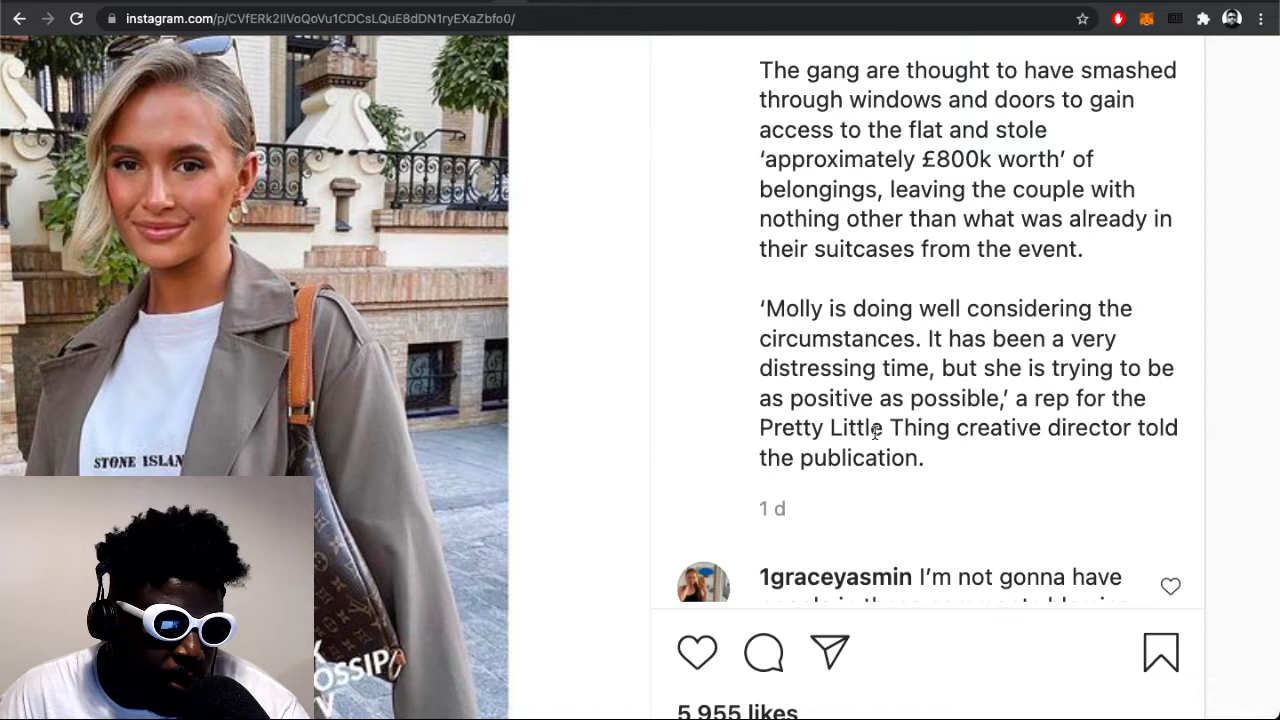 instagram.com/p/CVfERk2IlVoQoVu1CDCsLQuE8dDN1ryEXaZbfo0/
The gang are thought to have smashed
through windows and doors to gain
access to the flat and stole
‘approximately £800k worth’ of
belongings, leaving the couple with
nothing other than what was already in
their suitcases from the event.
‘Molly is doing well considering the
circumstances. It has been a very
distressing time, but she is trying to be
as positive as possible,’ a rep for the
Pretty Little Thing creative director told
the publication.
1 d
1graceyasmin I’m not gonna have
5,955 likes
STONE ISLAN